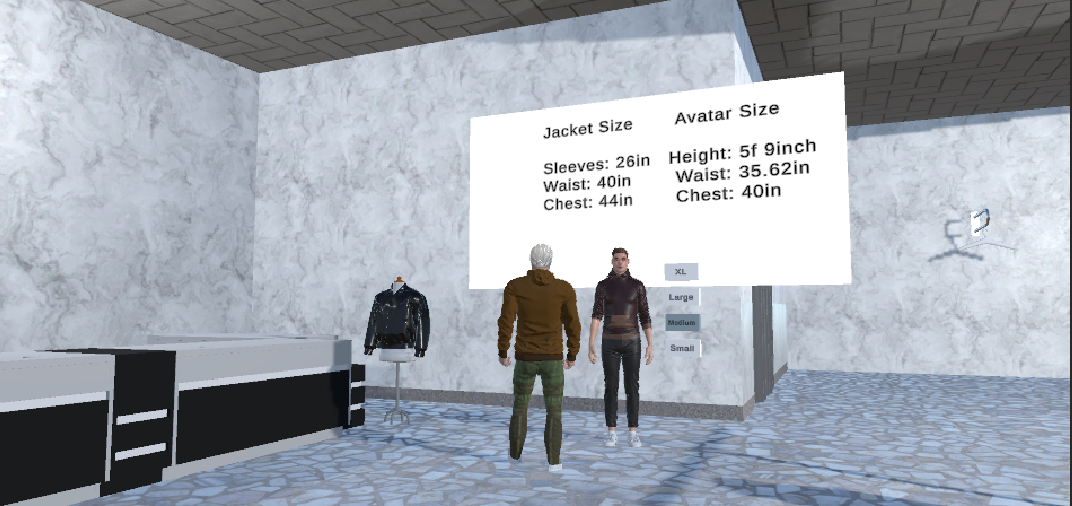 Jacket Size
Sleeves: 26in
Waist: 40in
Chest: 44in
Avatar Size
Height: 5f 9inch
Waist: 35.62in
Chest: 40in
XL
Large
Medium
Small